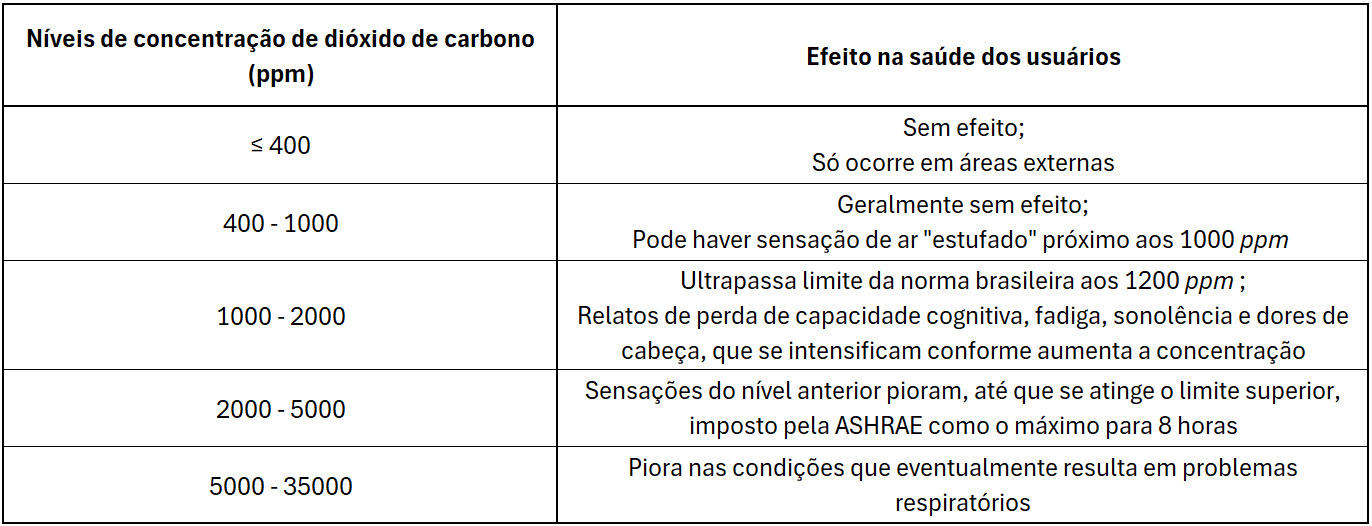 Níveis de concentração de dióxido de carbono
(ppm)
Efeito na saúde dos usuários
≤ 400
Sem efeito;
Só ocorre em áreas externas
400 - 1000
Geralmente sem efeito;
Pode haver sensação de ar "estufado" próximo aos 1000 ppm
1000 - 2000
Ultrapassa limite da norma brasileira aos 1200 ppm ;
Relatos de perda de capacidade cognitiva, fadiga, sonolência e dores de
cabeça, que se intensificam conforme aumenta a concentração
2000 - 5000
Sensações do nível anterior pioram, até que se atinge o limite superior,
imposto pela ASHRAE como o máximo para 8 horas
5000 - 35000
Piora nas condições que eventualmente resulta em problemas
respiratórios